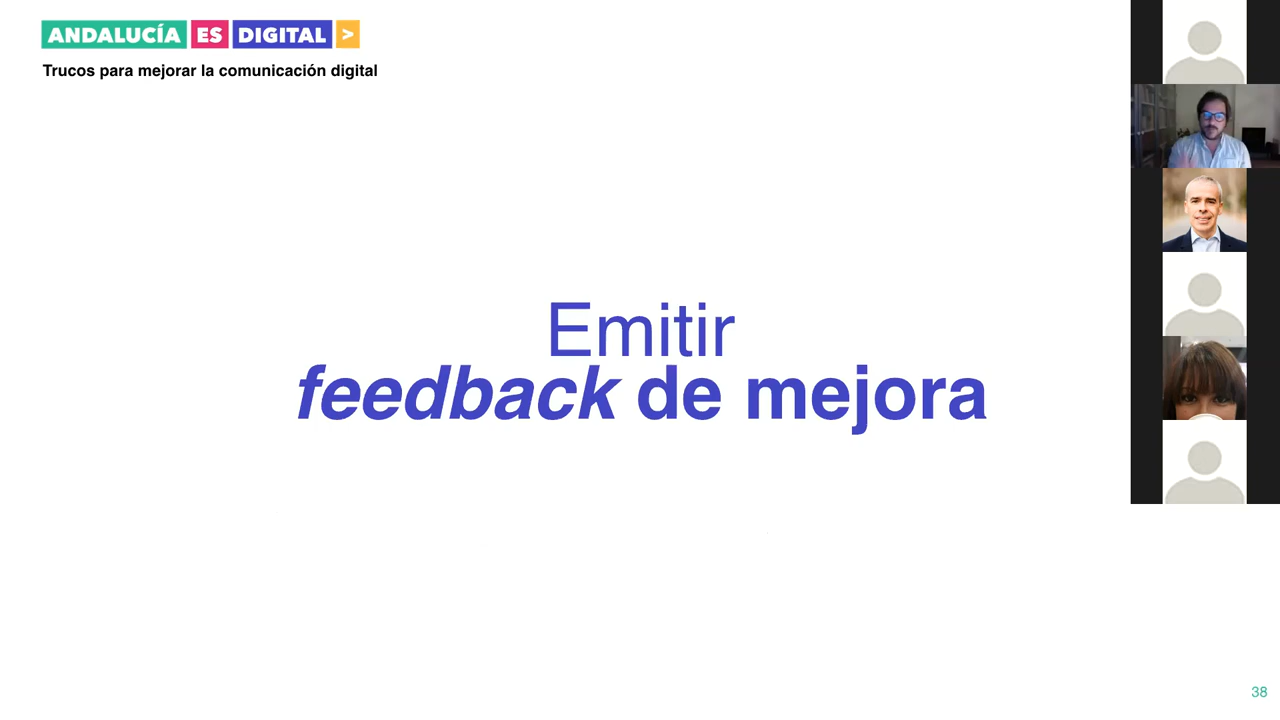 ANDALUCÍA ES DIGITAL >
Trucos para mejorar la comunicación digital
Emitir
feedback de mejora
38